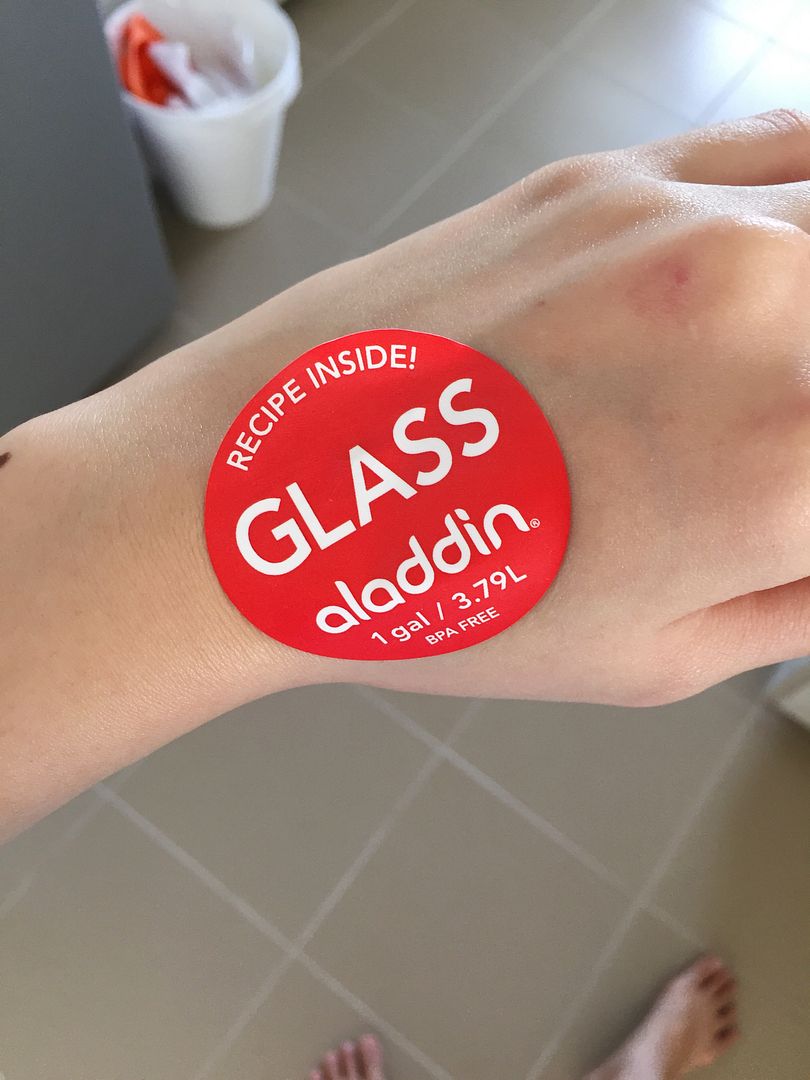 RECIPE INSIDE!
GLASS
aladdin®
1 gal / 3.79L
BPA FREE